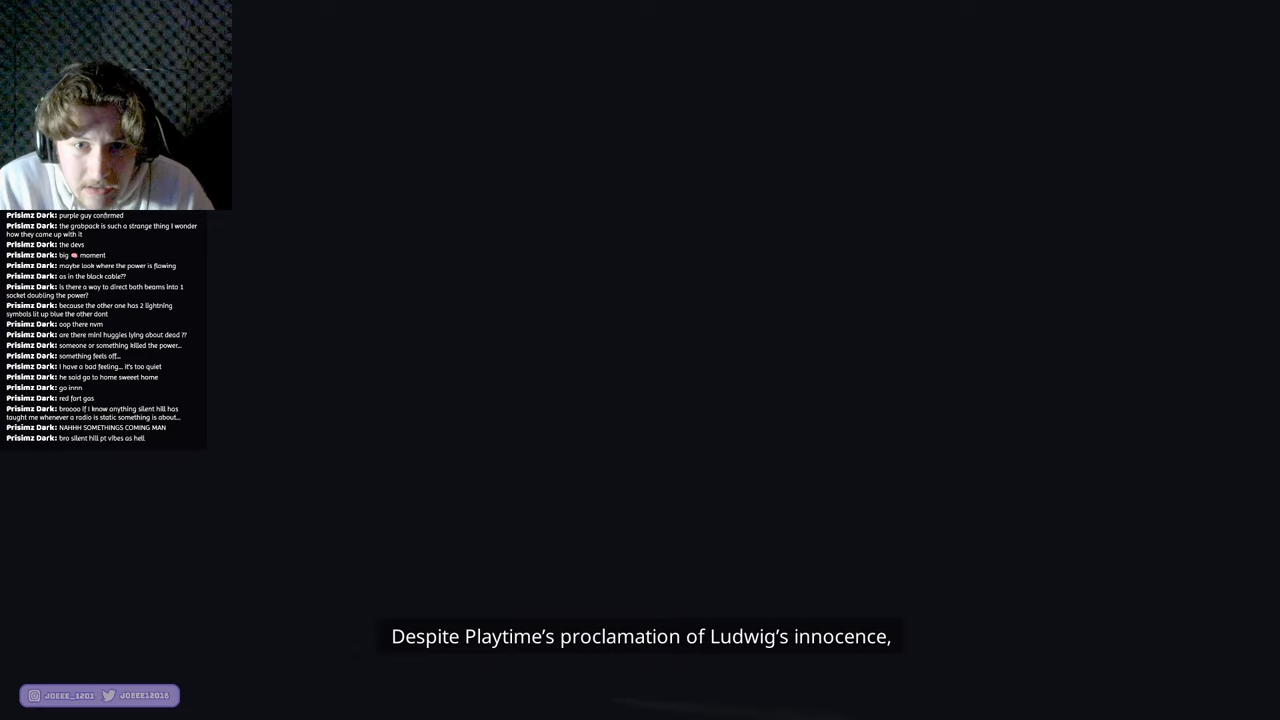 Prisimz Dark: purple guy confirmed
Prisimz Dark: the grabpack is such a strange thing I wonder
how they came up with it
Prisimz Dark: the devs
Prisimz Dark: big 🧠 moment
Prisimz Dark: maybe look where the power is flowing
Prisimz Dark: as in the black cable??
Prisimz Dark: is there a way to direct both beams into 1
socket doubling the power?
Prisimz Dark: because the other one has 2 lightning
symbols lit up blue the other dont
Prisimz Dark: oop there nvm
Prisimz Dark: are there mini huggies lying about dead ??
Prisimz Dark: someone or something killed the power...
Prisimz Dark: something feels off...
Prisimz Dark: I have a bad feeling... it's too quiet
Prisimz Dark: he said go to home sweeet home
Prisimz Dark: go innn
Prisimz Dark: red fart gas
Prisimz Dark: broooo if I know anything silent hill has
taught me whenever a radio is static something is about...
Prisimz Dark: NAHHH SOMETHINGS COMING MAN
Prisimz Dark: bro silent hill pt vibes as hell
Despite Playtime's proclamation of Ludwig's innocence,
JOEEE_1201 JOEEE12016